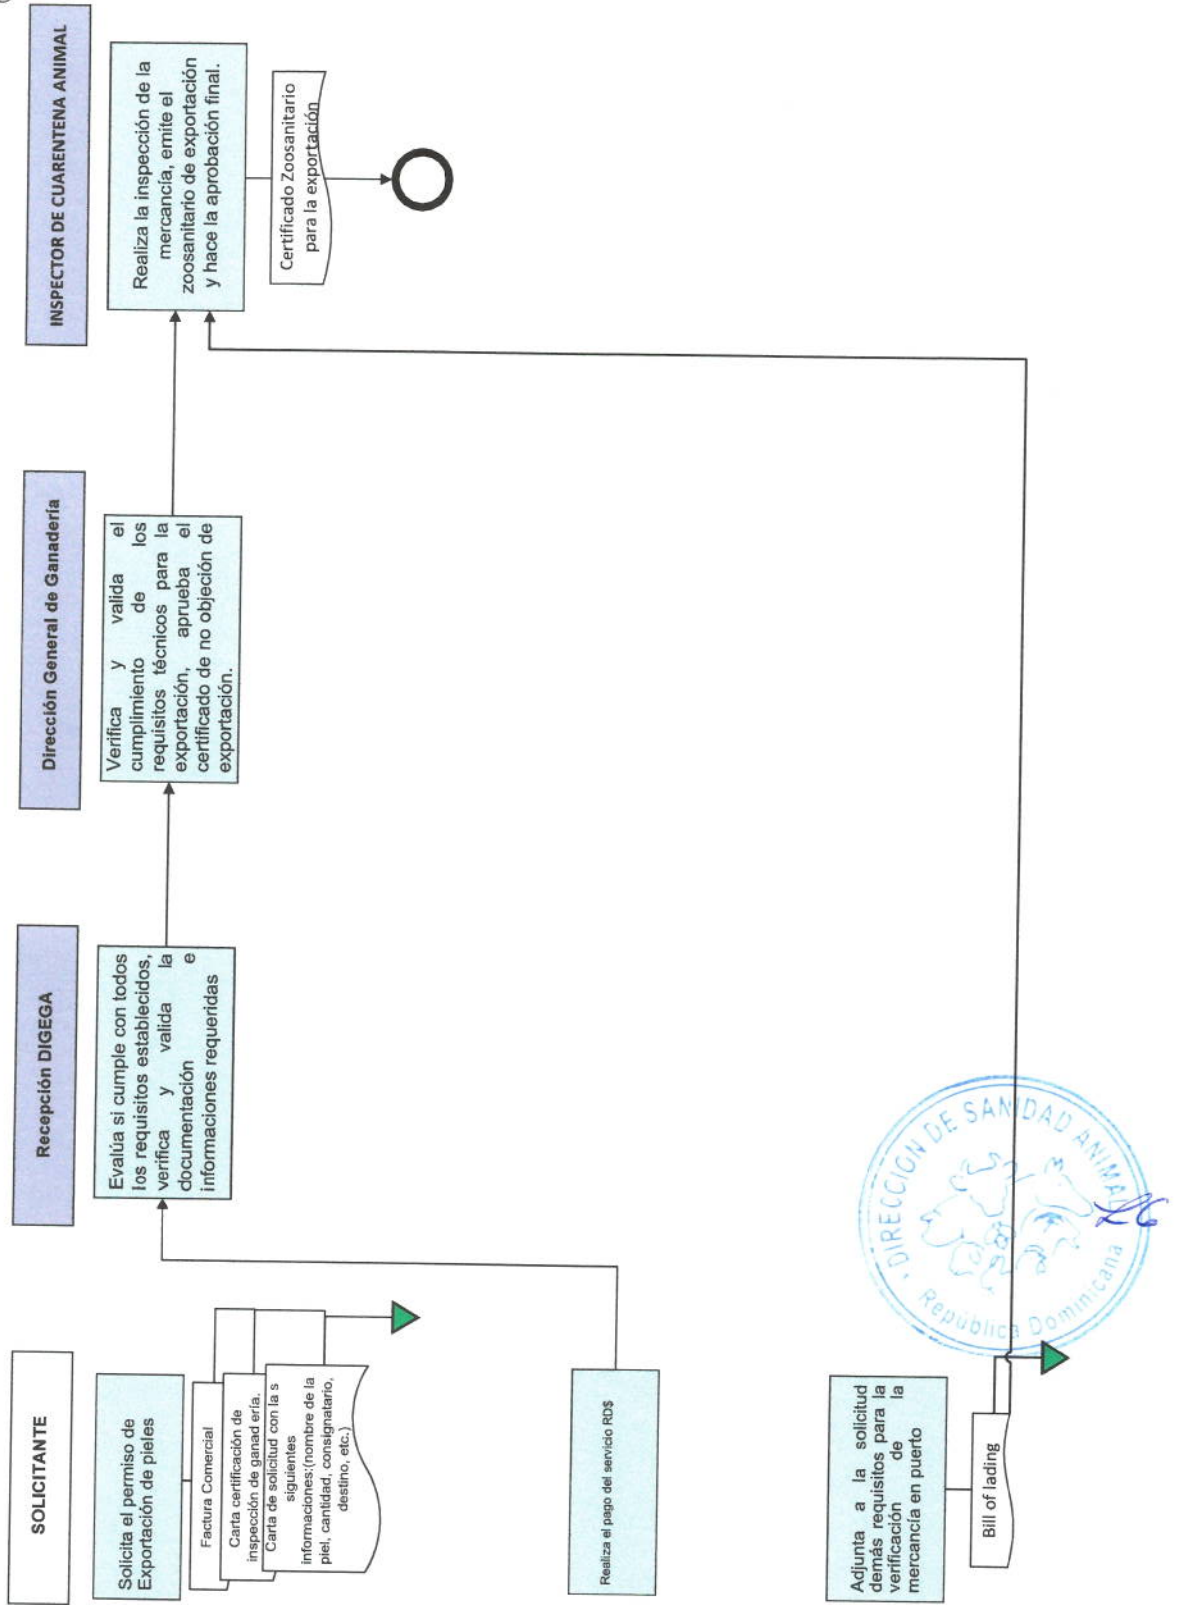 SOLICITANTE
Solicita el permiso de
Exportación de pieles
Factura Comercial
Carta certificación de
inspección de ganad ería.
Carta de solicitud con la s
siguientes
informaciones:(nombre de la
piel, cantidad, consignatario,
destino, etc.)
Realiza el pago del servicio RD$
Adjunta a la solicitud
demás requisitos para la
verificación de la
mercancía en puerto
Bill of lading
Recepción DIGEGA
Evalúa si cumple con todos
los requisitos establecidos,
verifica y valida la
documentación e
informaciones requeridas
Dirección General de Ganadería
Verifica y valida el
cumplimiento de los
requisitos técnicos para la
exportación, aprueba el
certificado de no objeción de
exportación.
INSPECTOR DE CUARENTENA ANIMAL
Realiza la inspección de la
mercancía, emite el
zoosanitario de exportación
y hace la aprobación final.
Certificado Zoosanitario
para la exportación
DIRECCION DE SANIDAD ANIMAL
República Dominicana